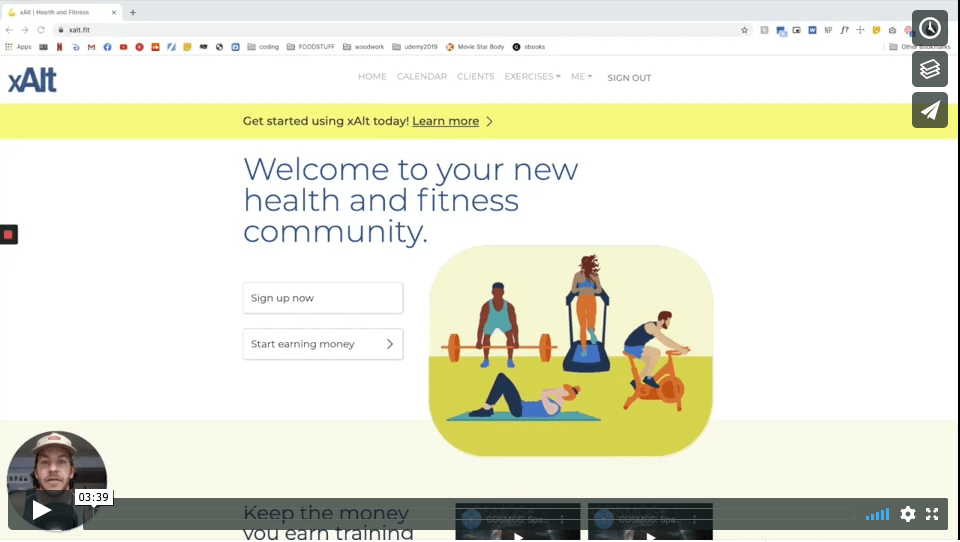 xAlt | Health and Fitness
xalt.fit
Apps
coding
FOODSTUFF
woodwork
udemy2019
Movie Star Body
ebooks
Other Bookmarks
xAlt
HOME
CALENDAR
CLIENTS
EXERCISES
ME
SIGN OUT
Get started using xAlt today! Learn more
Welcome to your new
health and fitness
community.
Sign up now
Start earning money
03:39
Keep the money
you earn training
COSMOS: Spa...
COSMOS: Spa...